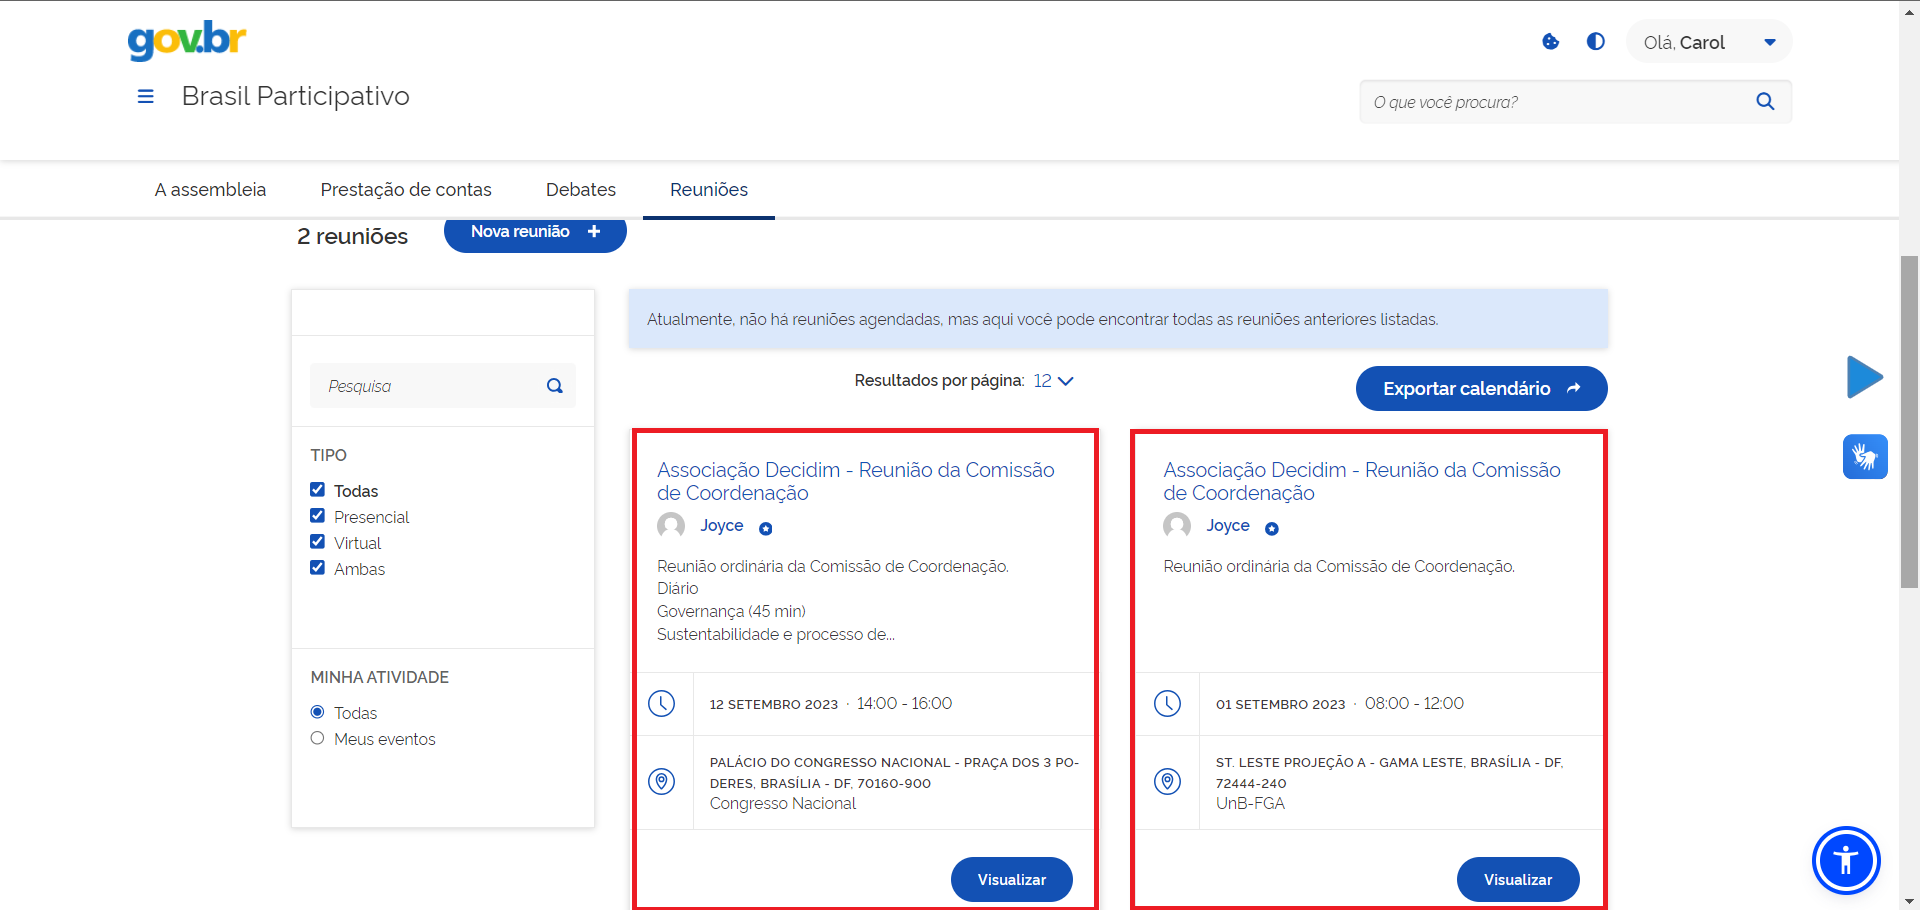 gov.br
Olá, Carol
Brasil Participativo
O que você procura?
A assembleia
Prestação de contas
Debates
Reuniões
2 reuniões
Nova reunião +
Atualmente, não há reuniões agendadas, mas aqui você pode encontrar todas as reuniões anteriores listadas.
Pesquisa
Resultados por página: 12
Exportar calendário
TIPO
Todas
Presencial
Virtual
Ambas
MINHA ATIVIDADE
Todas
Meus eventos
Associação Decidim - Reunião da Comissão
de Coordenação
Joyce
Reunião ordinária da Comissão de Coordenação.
Diário
Governança (45 min)
Sustentabilidade e processo de...
12 SETEMBRO 2023 · 14:00 - 16:00
PALÁCIO DO CONGRESSO NACIONAL - PRAÇA DOS 3 PO-
DERES, BRASÍLIA - DF, 70160-900
Congresso Nacional
Visualizar
Associação Decidim - Reunião da Comissão
de Coordenação
Joyce
Reunião ordinária da Comissão de Coordenação.
01 SETEMBRO 2023 · 08:00 - 12:00
ST. LESTE PROJEÇÃO A - GAMA LESTE, BRASÍLIA - DF,
72444-240
UnB-FGA
Visualizar